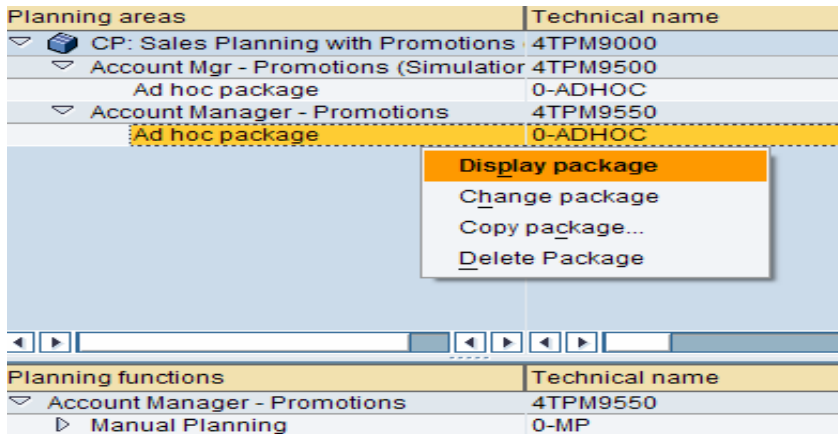 Planning areas Technical name
CP: Sales Planning with Promotions 4TPM9000
Account Mgr - Promotions (Simulation 4TPM9500
Ad hoc package 0-ADHOC
Account Manager - Promotions 4TPM9550
Ad hoc package 0-ADHOC
Display package
Change package
Copy package...
Delete Package
Planning functions Technical name
Account Manager - Promotions 4TPM9550
Manual Planning 0-MP